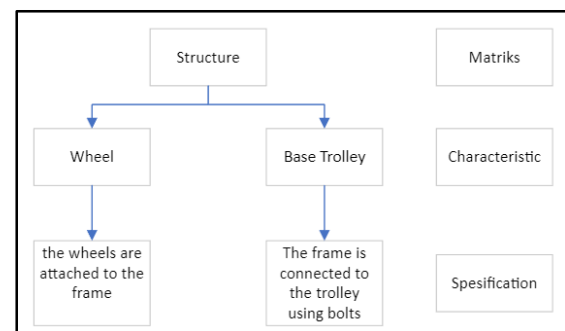 Structure
Matriks
Wheel
Base Trolley
Characteristic
the wheels are
attached to the
frame
The frame is
connected to
the trolley
using bolts
Spesification